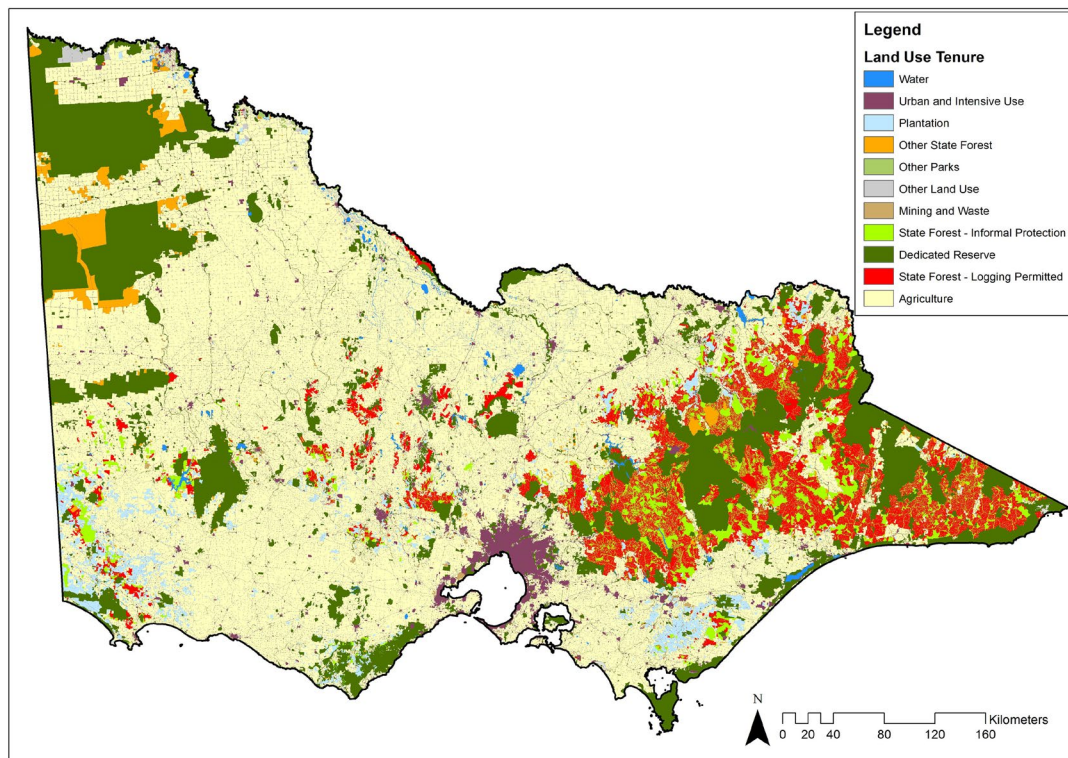 Legend
Land Use Tenure
Water
Urban and Intensive Use
Plantation
Other State Forest
Other Parks
Other Land Use
Mining and Waste
State Forest - Informal Protection
Dedicated Reserve
State Forest - Logging Permitted
Agriculture
N
Kilometers
0 20 40 80 120 160